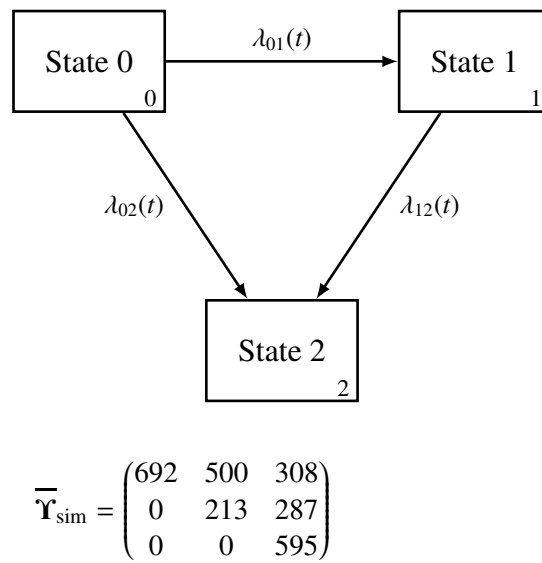 λ₀₁(t)
State 0
0
State 1
1
λ₀₂(t)
λ₁₂(t)
State 2
2
692 500 308
Υ̅sim = 0 213 287
0 0 595